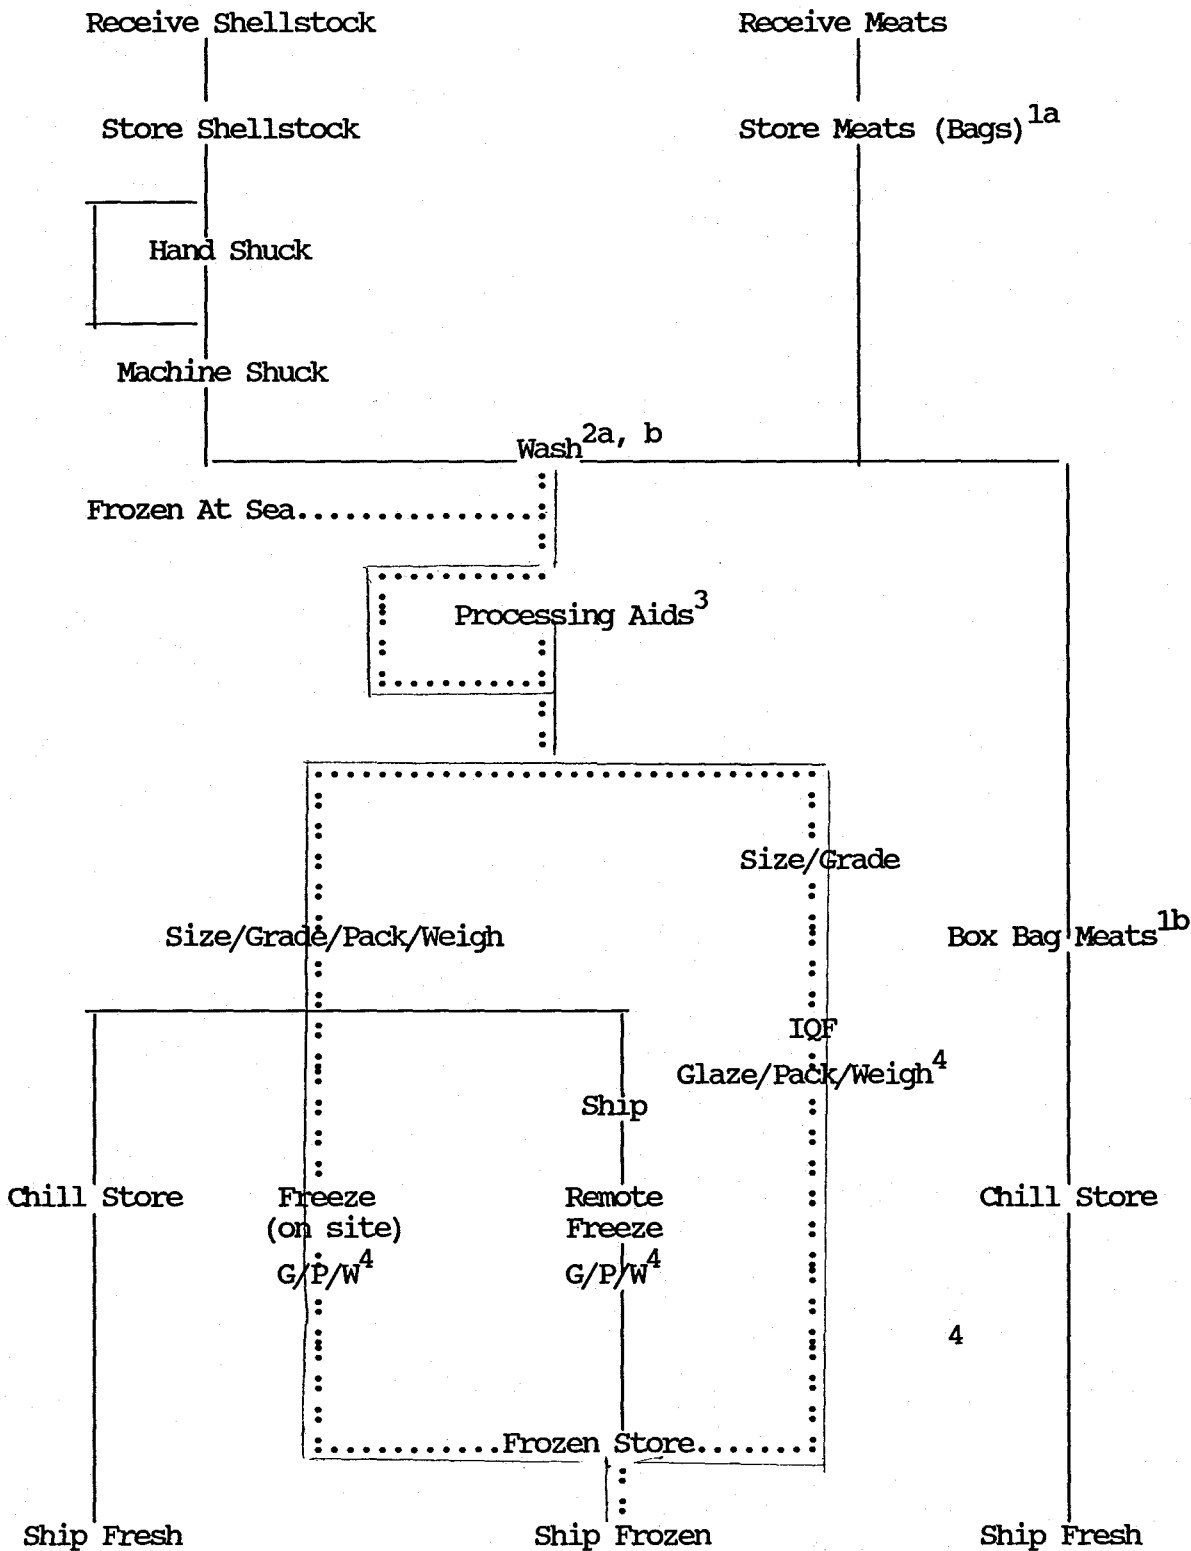 Receive Shellstock
Receive Meats
Store Shellstock
Store Meats (Bags)1a
Hand Shuck
Machine Shuck
Wash2a, b
Frozen At Sea
Processing Aids3
Size/Grade
Size/Grade/Pack/Weigh
Box Bag Meats1b
IQF
Glaze/Pack/Weigh4
Ship
Chill Store
Freeze
(on site)
G/P/W4
Remote
Freeze
G/P/W4
Chill Store
4
Frozen Store
Ship Fresh
Ship Frozen
Ship Fresh